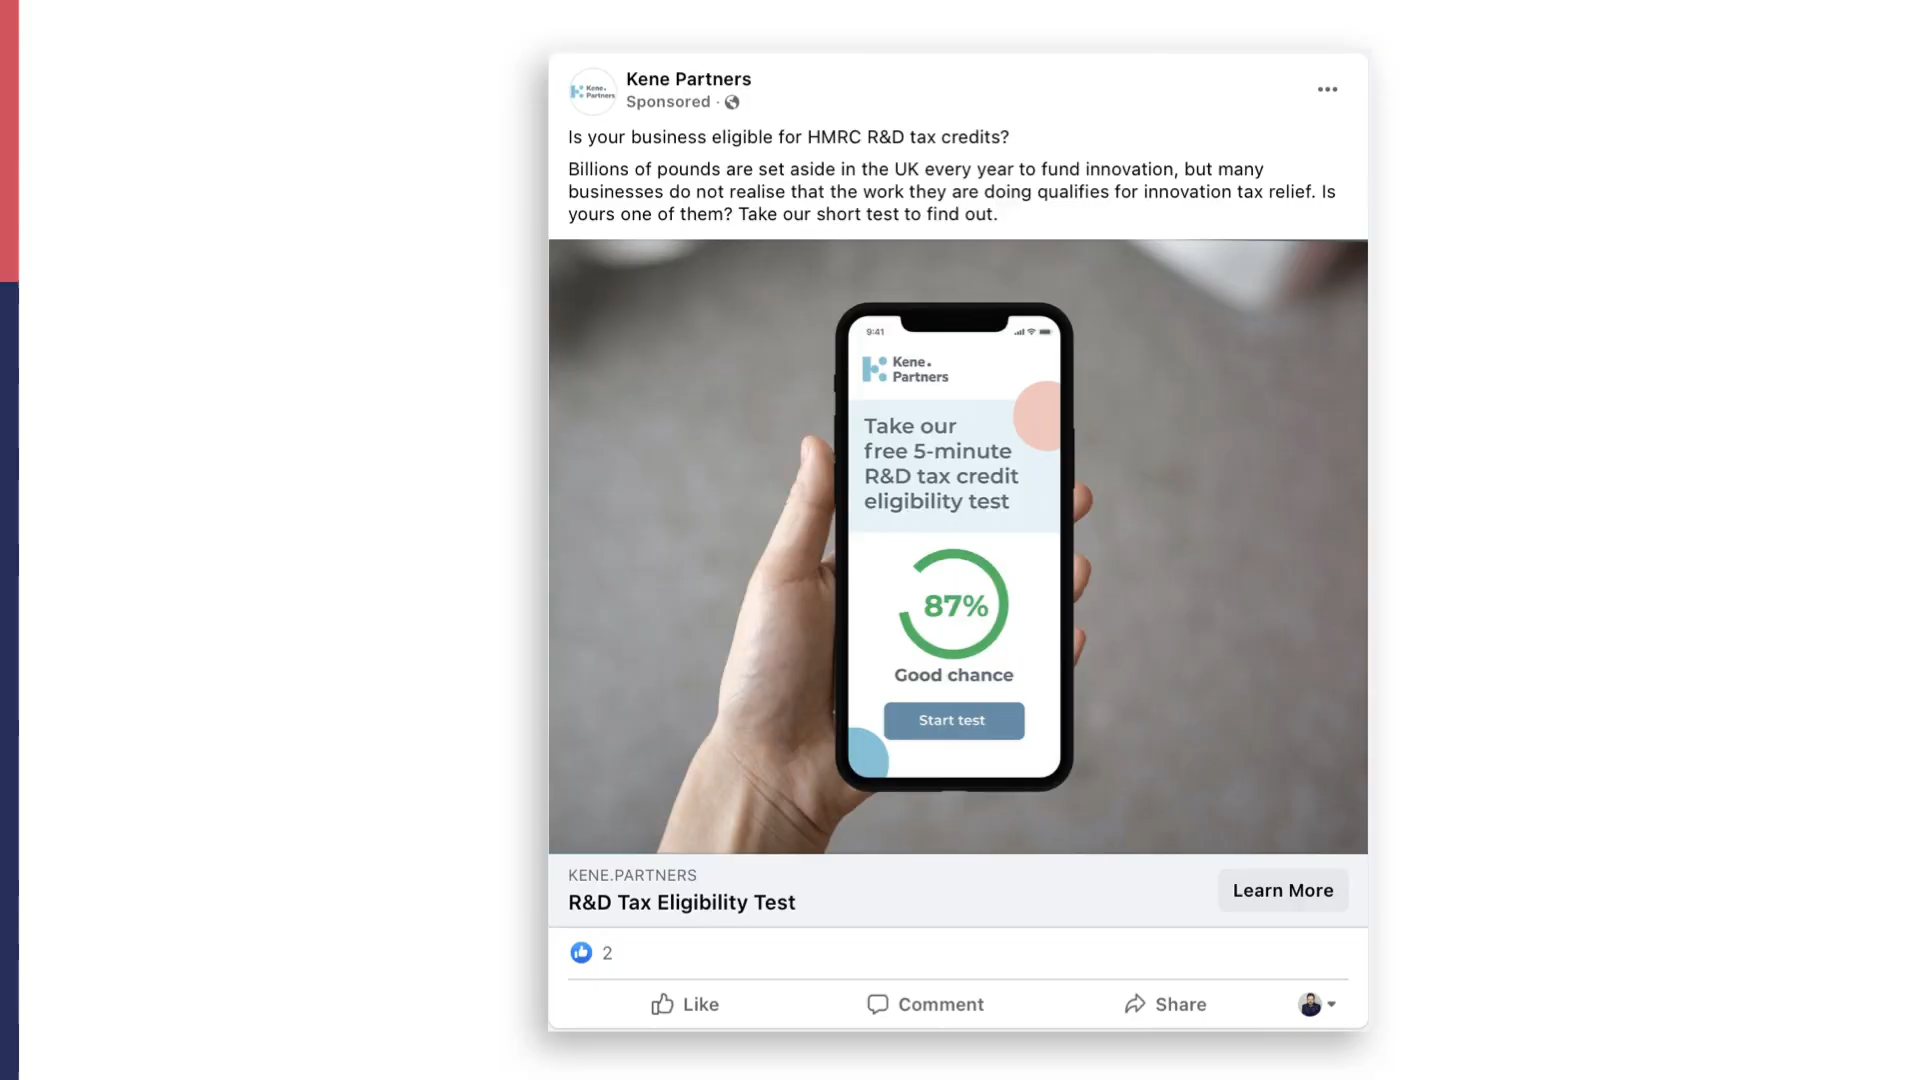 Kene.
Partners
Kene Partners
Sponsored ·
Is your business eligible for HMRC R&D tax credits?
Billions of pounds are set aside in the UK every year to fund innovation, but many
businesses do not realise that the work they are doing qualifies for innovation tax relief. Is
yours one of them? Take our short test to find out.
9:41
Kene.
Partners
Take our
free 5-minute
R&D tax credit
eligibility test
87%
Good chance
Start test
KENE.PARTNERS
R&D Tax Eligibility Test
Learn More
2
Like
Comment
Share